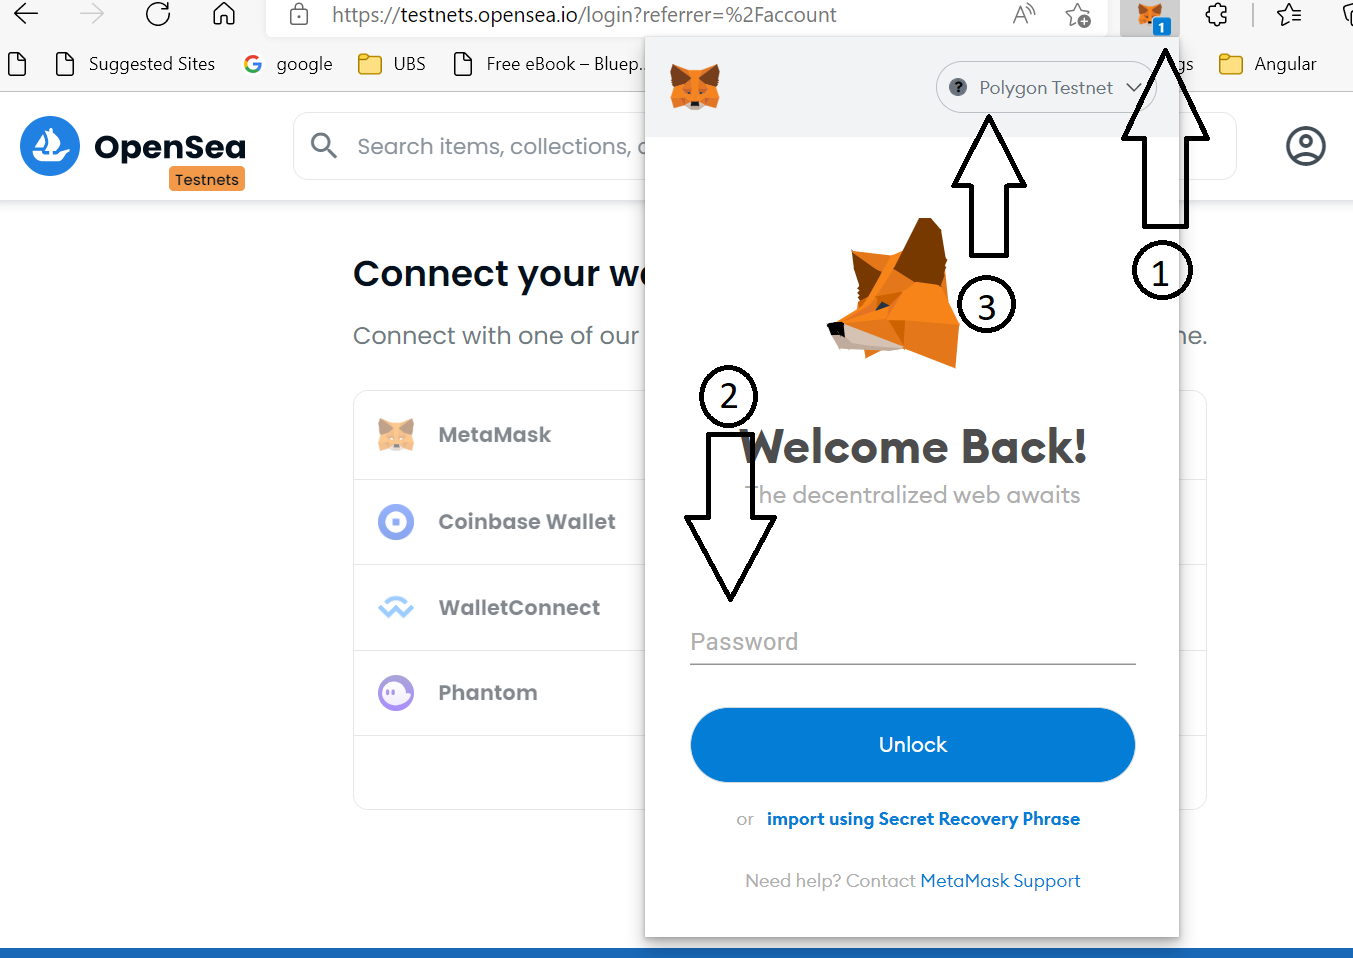 https://testnets.opensea.io/login?referrer=%2Faccount
1
Suggested Sites
google
UBS
Free eBook – Bluep...
gs
Angular
Polygon Testnet
OpenSea
Testnets
Search items, collections,
1
Connect your
3
Connect with one of our
ne.
2
MetaMask
Welcome Back!
The decentralized web awaits
Coinbase Wallet
WalletConnect
Password
Phantom
Unlock
or import using Secret Recovery Phrase
Need help? Contact MetaMask Support